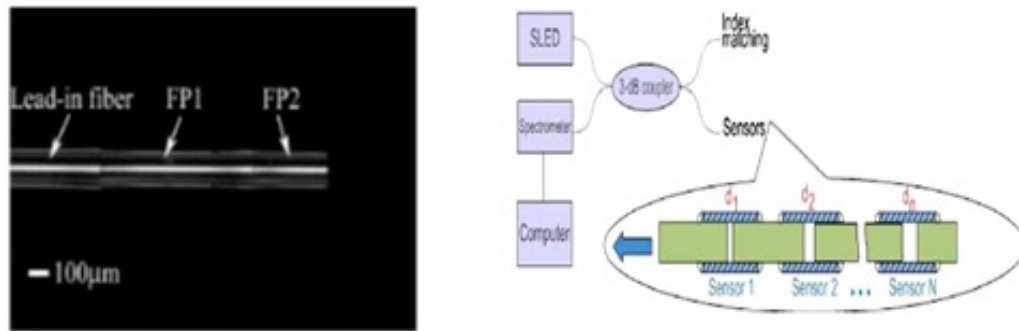 Lead-in fiber FP1 FP2
100μm
SLED
Index
matching
3-dB coupler
Spectrometer
Sensors
Computer
d1 d2 dn
Sensor 1 Sensor 2 ... Sensor N